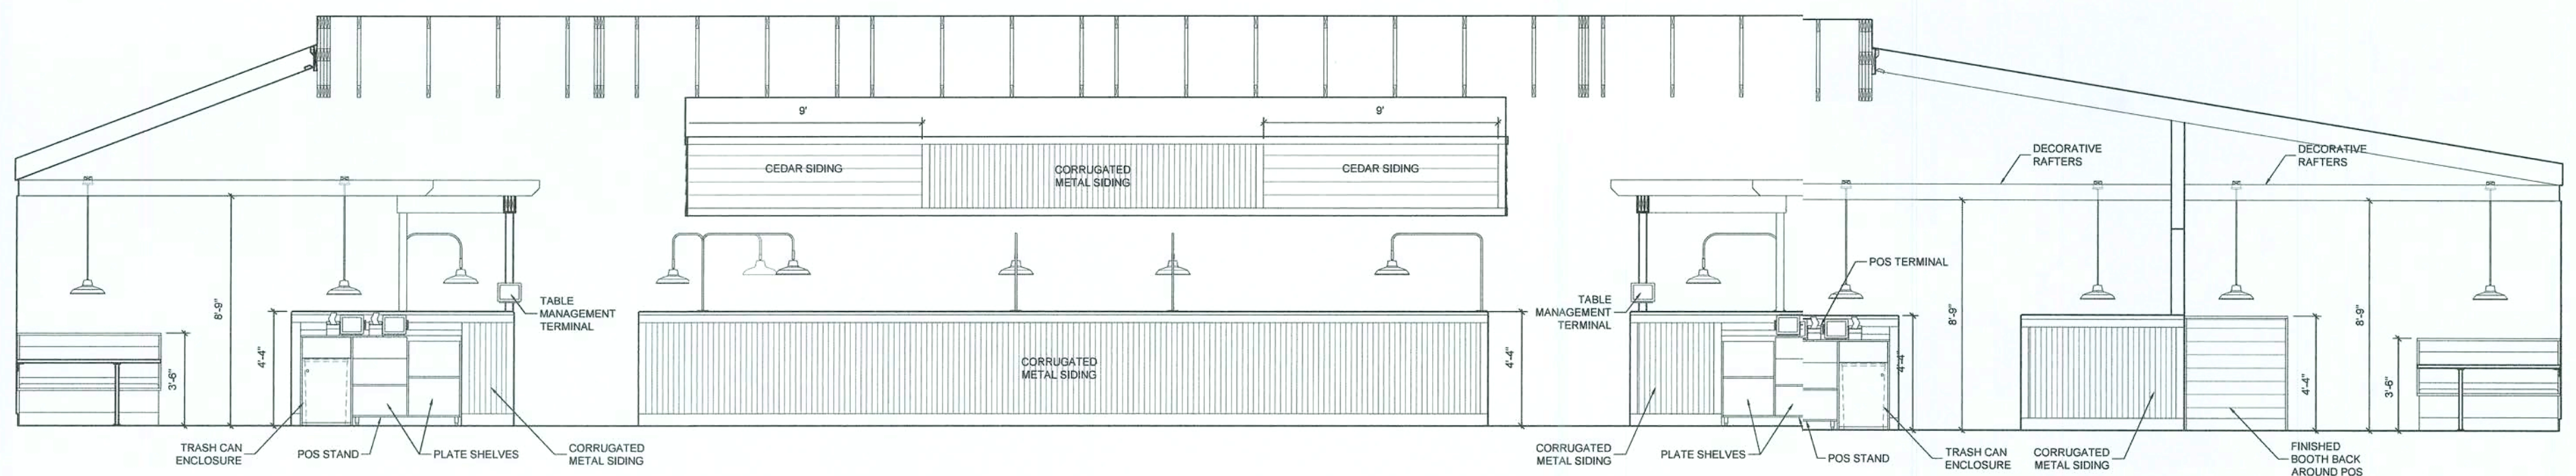 9'
9'
CEDAR SIDING
CORRUGATED
METAL SIDING
CEDAR SIDING
DECORATIVE
RAFTERS
DECORATIVE
RAFTERS
POS TERMINAL
TABLE
MANAGEMENT
TERMINAL
TABLE
MANAGEMENT
TERMINAL
3'-6"
8'-9"
4'-4"
CORRUGATED
METAL SIDING
4'-4"
4'-4"
8'-9"
4'-4"
8'-9"
3'-6"
TRASH CAN
ENCLOSURE
POS STAND
PLATE SHELVES
CORRUGATED
METAL SIDING
CORRUGATED
METAL SIDING
PLATE SHELVES
POS STAND
TRASH CAN
ENCLOSURE
CORRUGATED
METAL SIDING
FINISHED
BOOTH BACK
AROUND POS